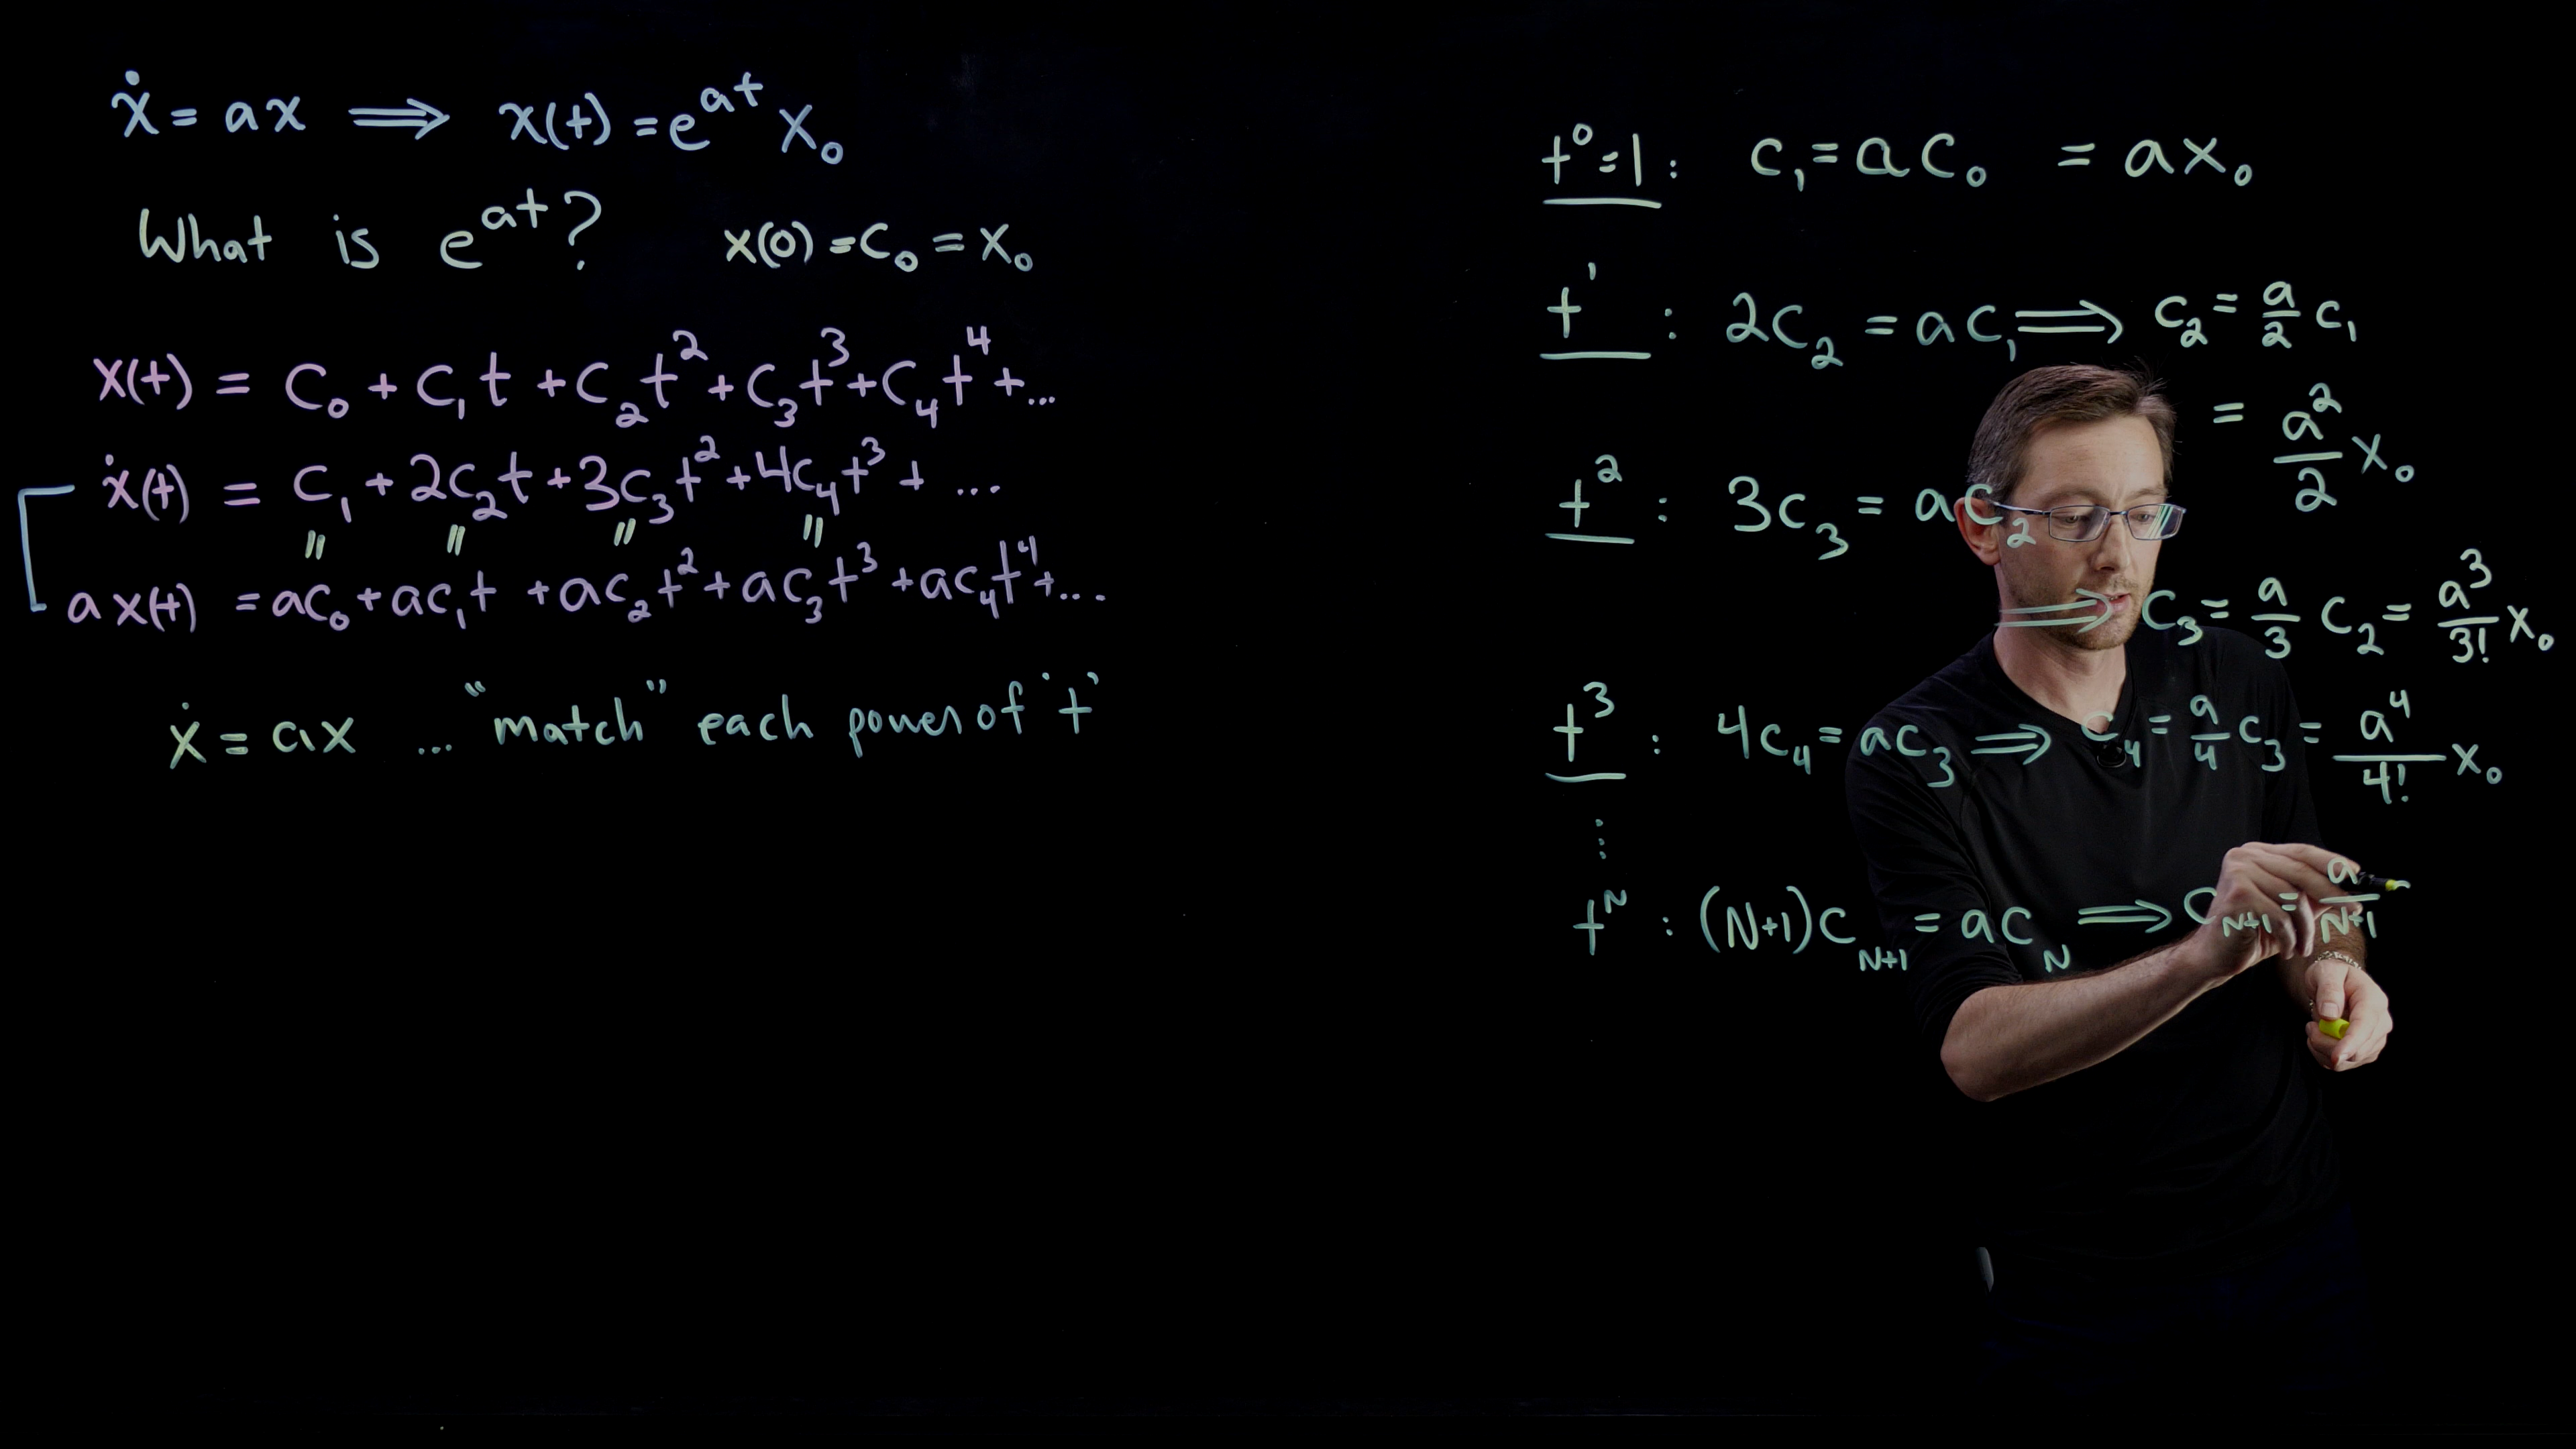 ẋ = ax ⟹ x(t) = e^{at} x₀
What is e^{at}? x(0) = c₀ = x₀
x(t) = c₀ + c₁t + c₂t² + c₃t³ + c₄t⁴ + ...
ẋ(t) = c₁ + 2c₂t + 3c₃t² + 4c₄t³ + ...
= = = =
ax(t) = ac₀ + ac₁t + ac₂t² + ac₃t³ + ac₄t⁴ + ...
ẋ = ax ... "match" each power of 't'
t⁰=1: c₁ = ac₀ = ax₀
t¹: 2c₂ = ac₁ ⟹ c₂ = a/2 c₁
= a²/2 x₀
t²: 3c₃ = ac₂
⟹ c₃ = a/3 c₂ = a³/3! x₀
t³: 4c₄ = ac₃ ⟹ c₄ = a/4 c₃ = a⁴/4! x₀
⋮
t^N: (N+1)c_{N+1} = ac_N ⟹ c_{N+1} = a/(N+1)